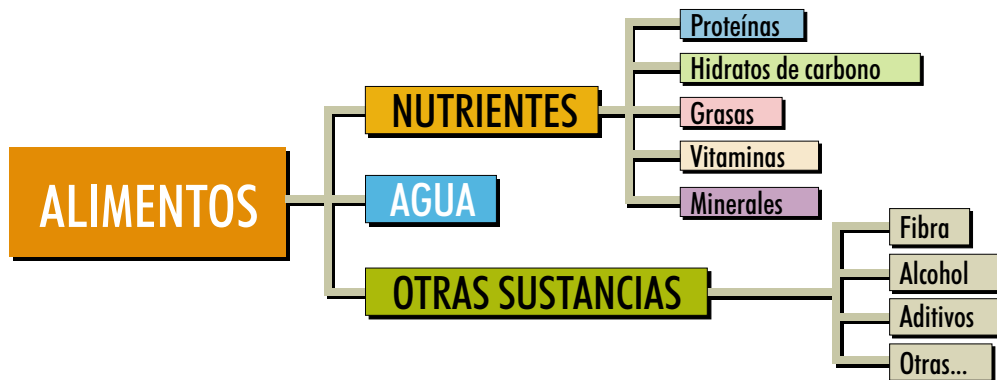 ALIMENTOS
NUTRIENTES
Proteínas
Hidratos de carbono
Grasas
Vitaminas
Minerales
AGUA
OTRAS SUSTANCIAS
Fibra
Alcohol
Aditivos
Otras...